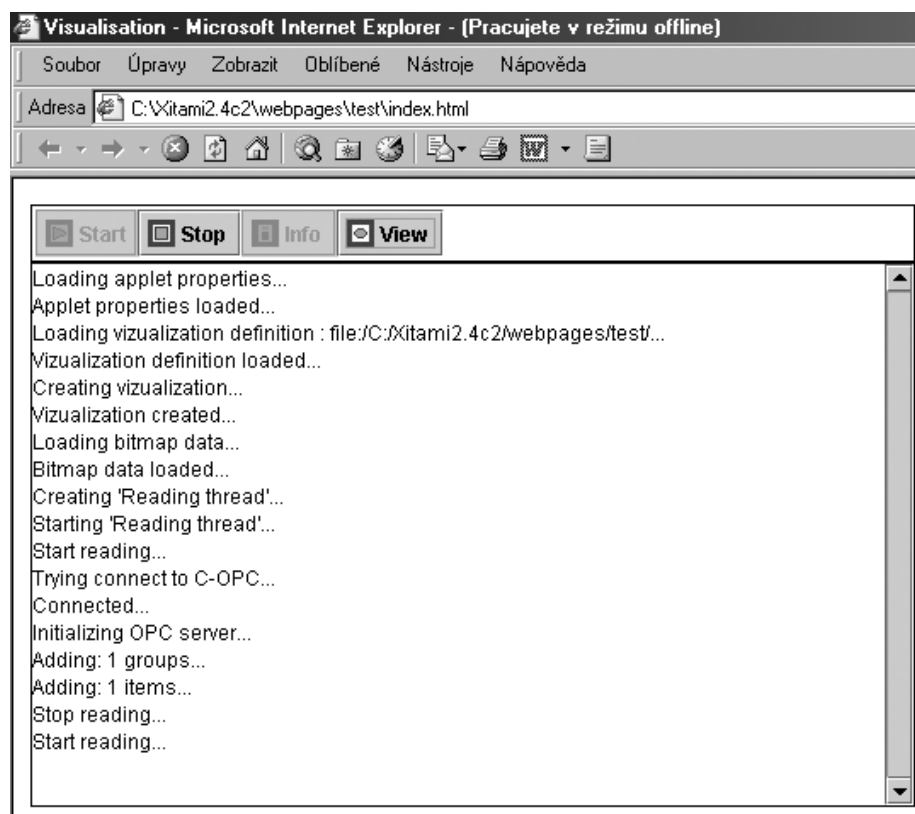 Visualisation - Microsoft Internet Explorer - (Pracujete v režimu offline)
Soubor Úpravy Zobrazit Oblíbené Nástroje Nápověda
Adresa C:\Xitami2.4c2\webpages\test\index.html
Start Stop Info View
Loading applet properties...
Applet properties loaded...
Loading vizualization definition : file:/C:/Xitami2.4c2/webpages/test/...
Vizualization definition loaded...
Creating vizualization...
Vizualization created...
Loading bitmap data...
Bitmap data loaded...
Creating 'Reading thread'...
Starting 'Reading thread'...
Start reading...
Trying connect to C-OPC...
Connected...
Initializing OPC server...
Adding: 1 groups...
Adding: 1 items...
Stop reading...
Start reading...